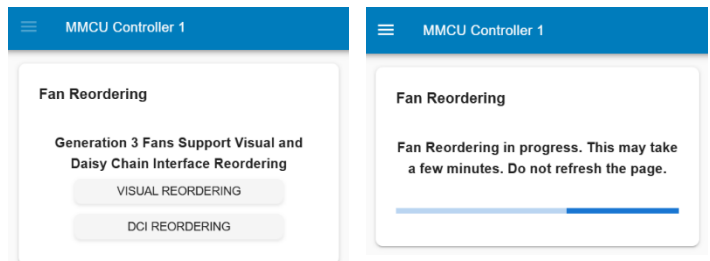 MMCU Controller 1
Fan Reordering
Generation 3 Fans Support Visual and
Daisy Chain Interface Reordering
VISUAL REORDERING
DCI REORDERING
MMCU Controller 1
Fan Reordering
Fan Reordering in progress. This may take
a few minutes. Do not refresh the page.